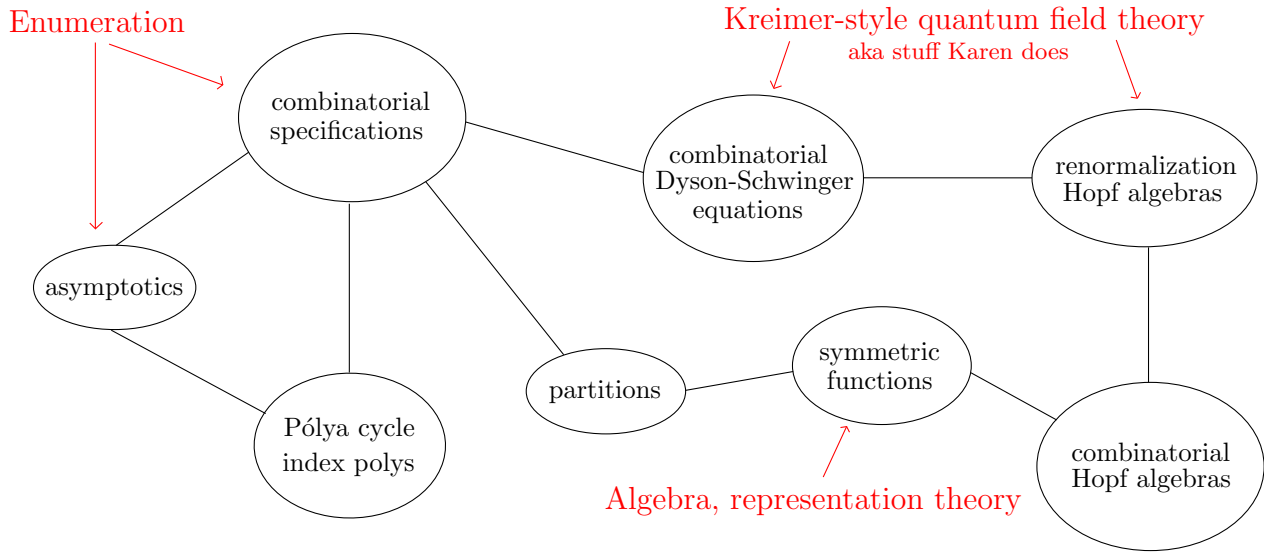 Enumeration
Kreimer-style quantum field theory
aka stuff Karen does
combinatorial
specifications
combinatorial
Dyson-Schwinger
equations
renormalization
Hopf algebras
asymptotics
partitions
symmetric
functions
Pólya cycle
index polys
combinatorial
Hopf algebras
Algebra, representation theory